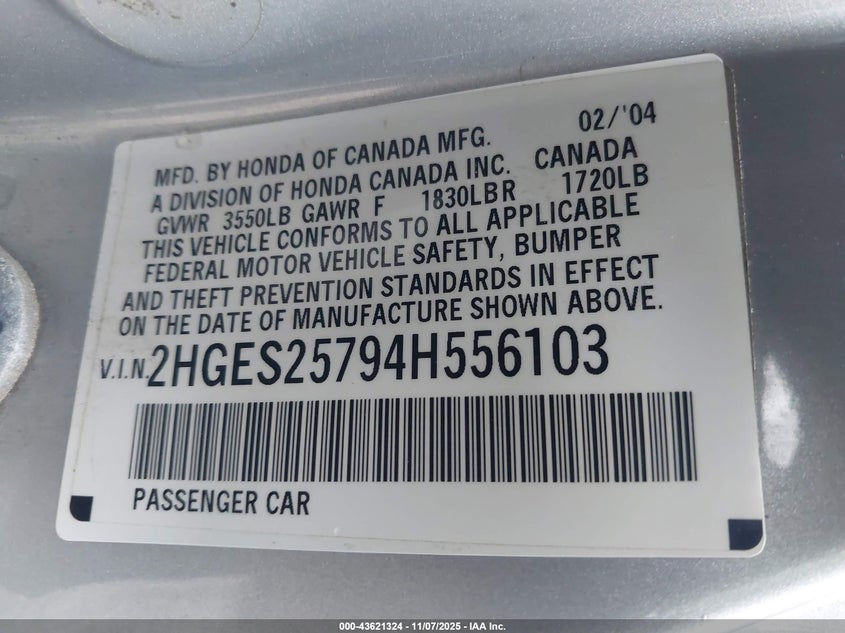 02/'04
MFD. BY HONDA OF CANADA MFG.
A DIVISION OF HONDA CANADA INC. CANADA
GVWR 3550LB GAWR F 1830LBR 1720LB
THIS VEHICLE CONFORMS TO ALL APPLICABLE
FEDERAL MOTOR VEHICLE SAFETY, BUMPER
AND THEFT PREVENTION STANDARDS IN EFFECT
ON THE DATE OF MANUFACTURE SHOWN ABOVE.
V.I.N. 2HGES25794H556103
PASSENGER CAR
000-43621324 — 11/07/2025 — IAA Inc.